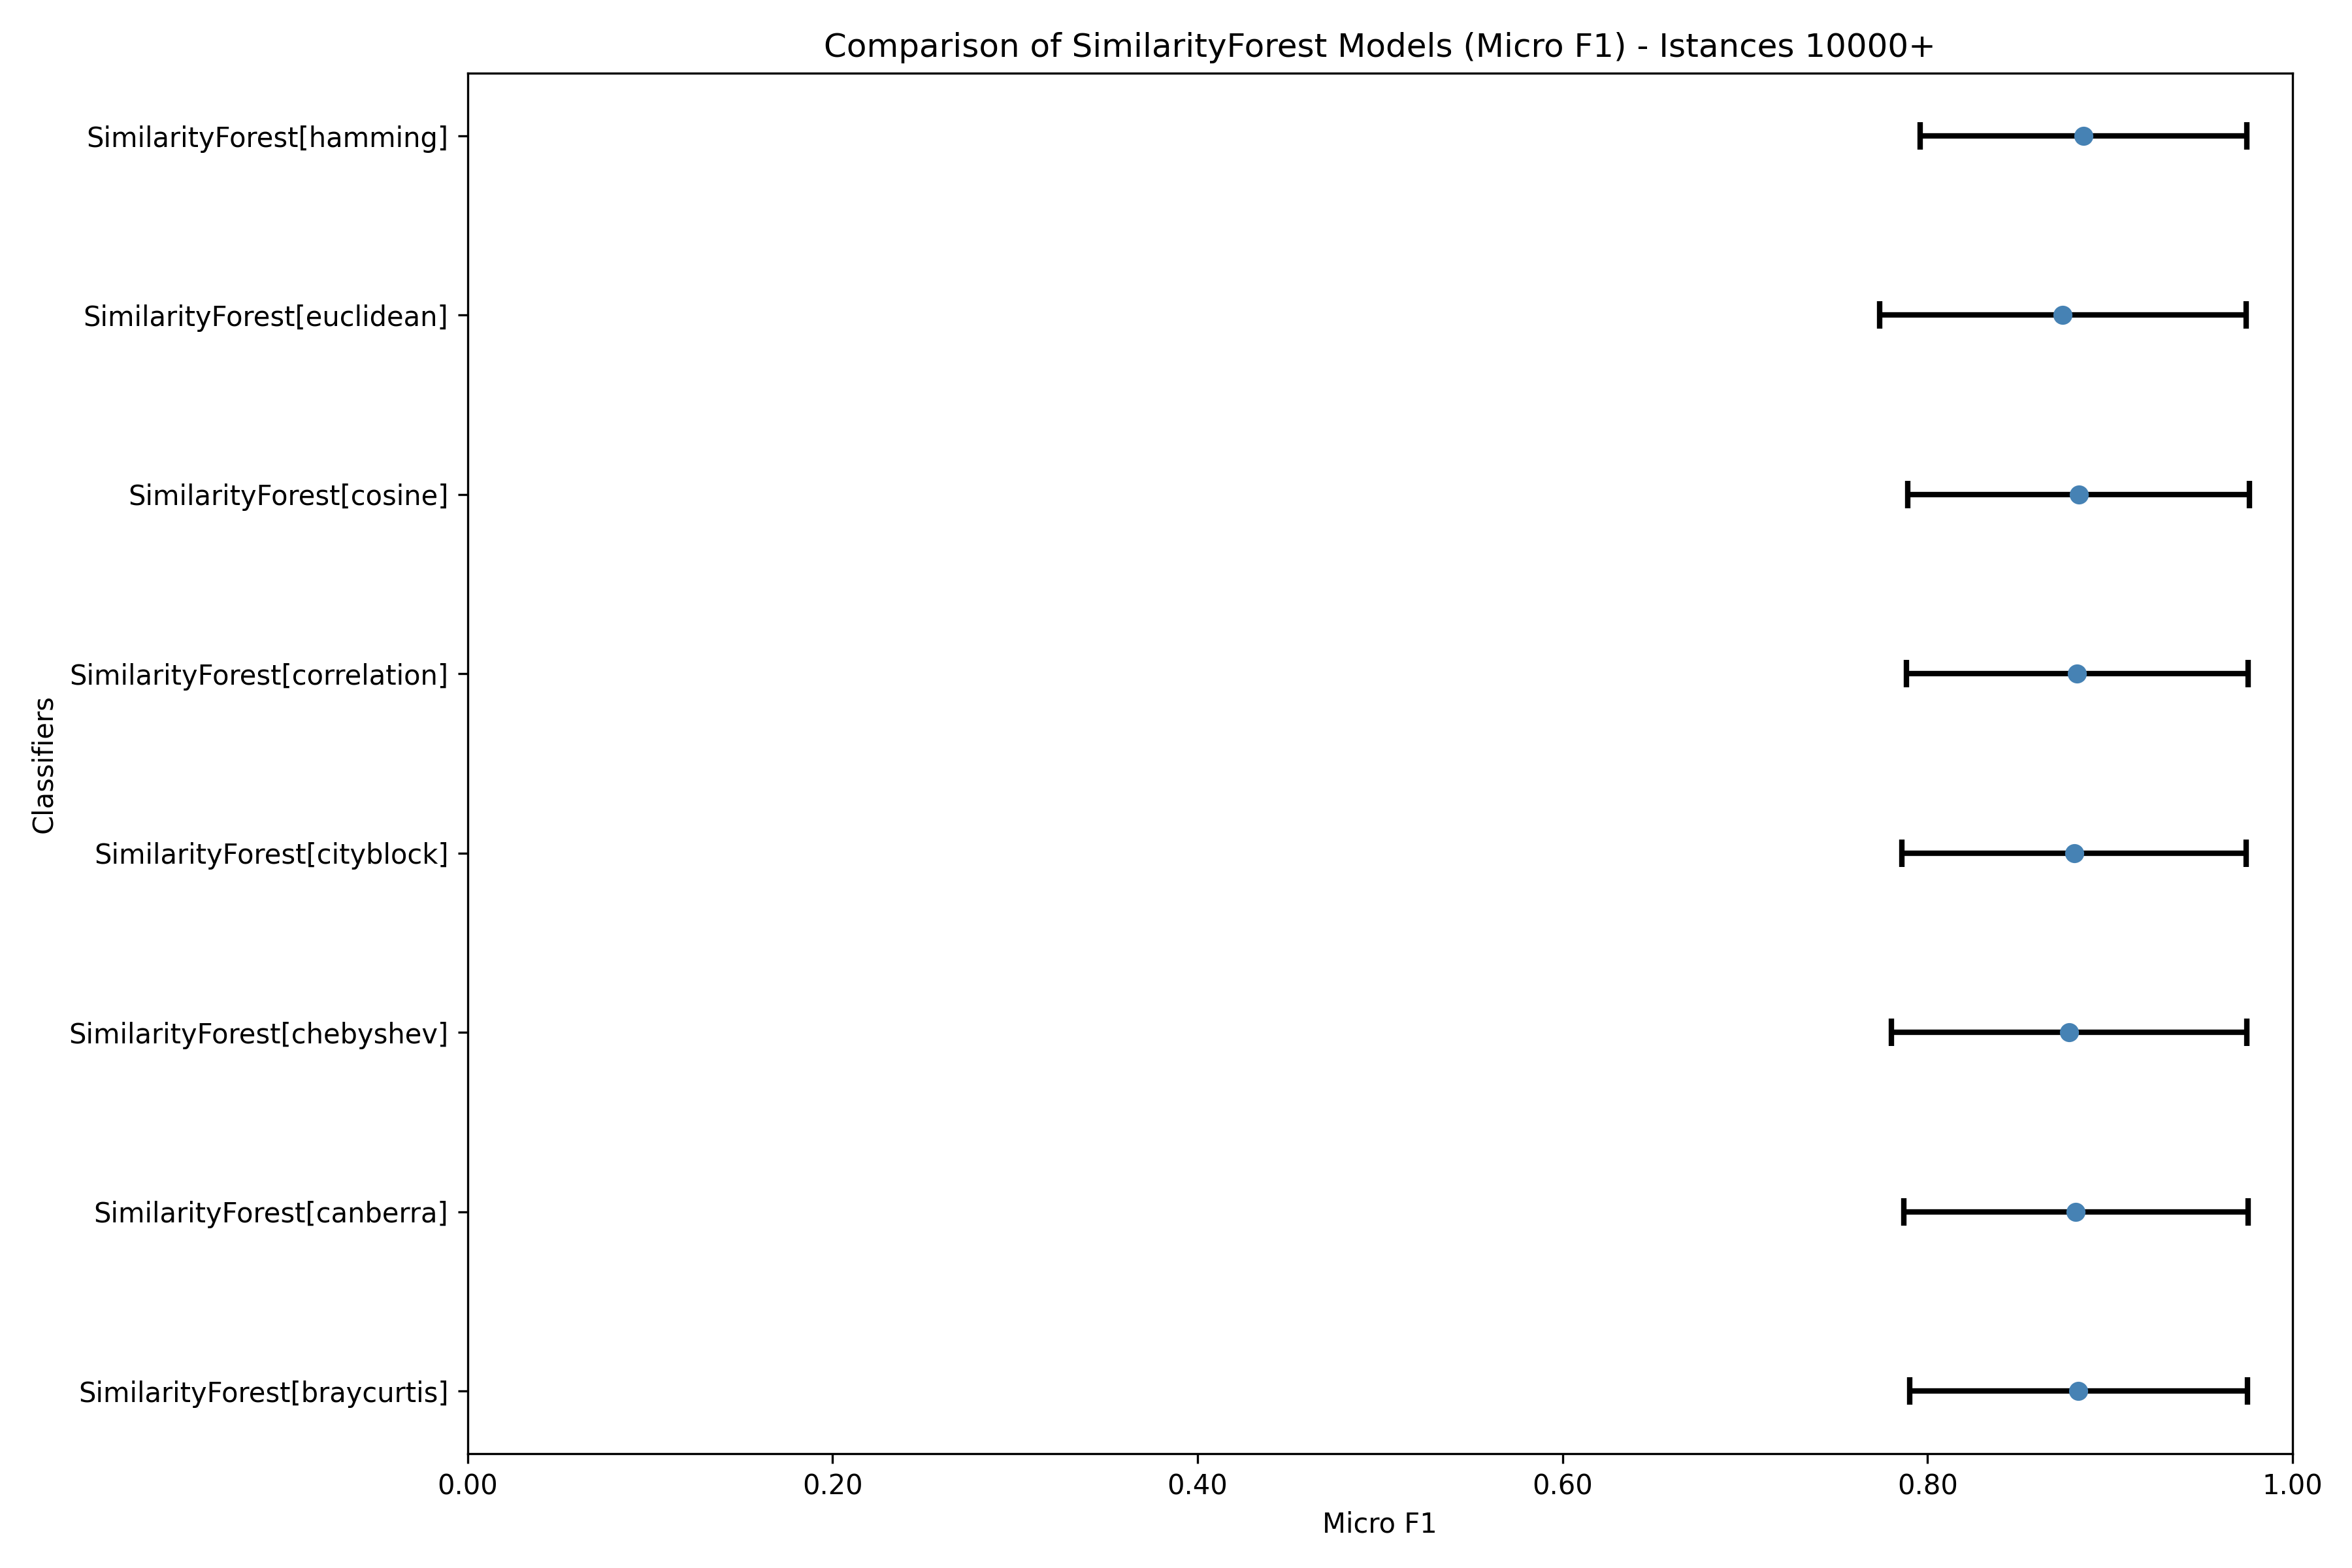 Comparison of SimilarityForest Models (Micro F1) - Istances 10000+
SimilarityForest[hamming]
SimilarityForest[euclidean]
SimilarityForest[cosine]
SimilarityForest[correlation]
SimilarityForest[cityblock]
SimilarityForest[chebyshev]
SimilarityForest[canberra]
SimilarityForest[braycurtis]
Classifiers
0.00 0.20 0.40 0.60 0.80 1.00
Micro F1